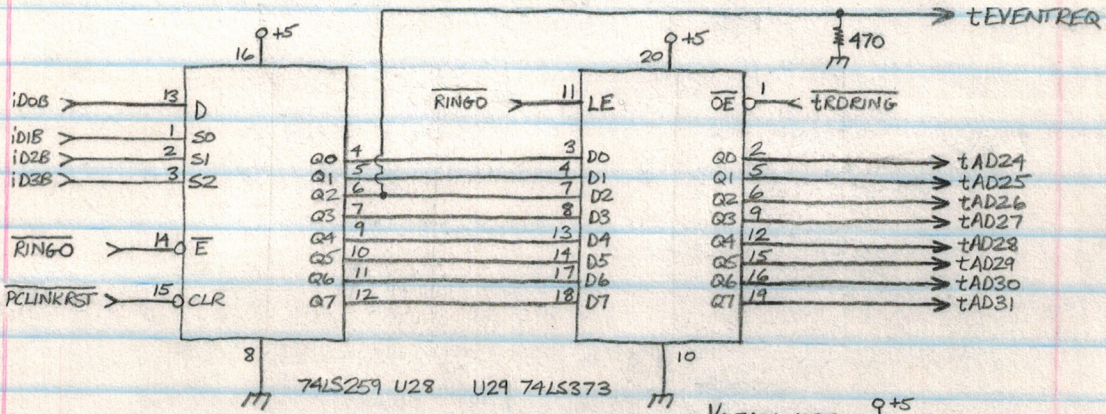 tEVENTREQ
470
+5
+5
16
20
iD0B 13 D
RINGO 11 LE
OE 1 tRDRING
iD1B 1 S0
iD2B 2 S1
iD3B 3 S2
Q0 4 3 D0 Q0 2 tAD24
Q1 5 4 D1 Q1 5 tAD25
Q2 6 7 D2 Q2 6 tAD26
Q3 7 8 D3 Q3 9 tAD27
Q4 9 13 D4 Q4 12 tAD28
Q5 10 14 D5 Q5 15 tAD29
Q6 11 17 D6 Q6 16 tAD30
Q7 12 18 D7 Q7 19 tAD31
RINGO 14 E
PCLINKRST 15 CLR
8
10
74LS259 U28 U29 74LS373
+5